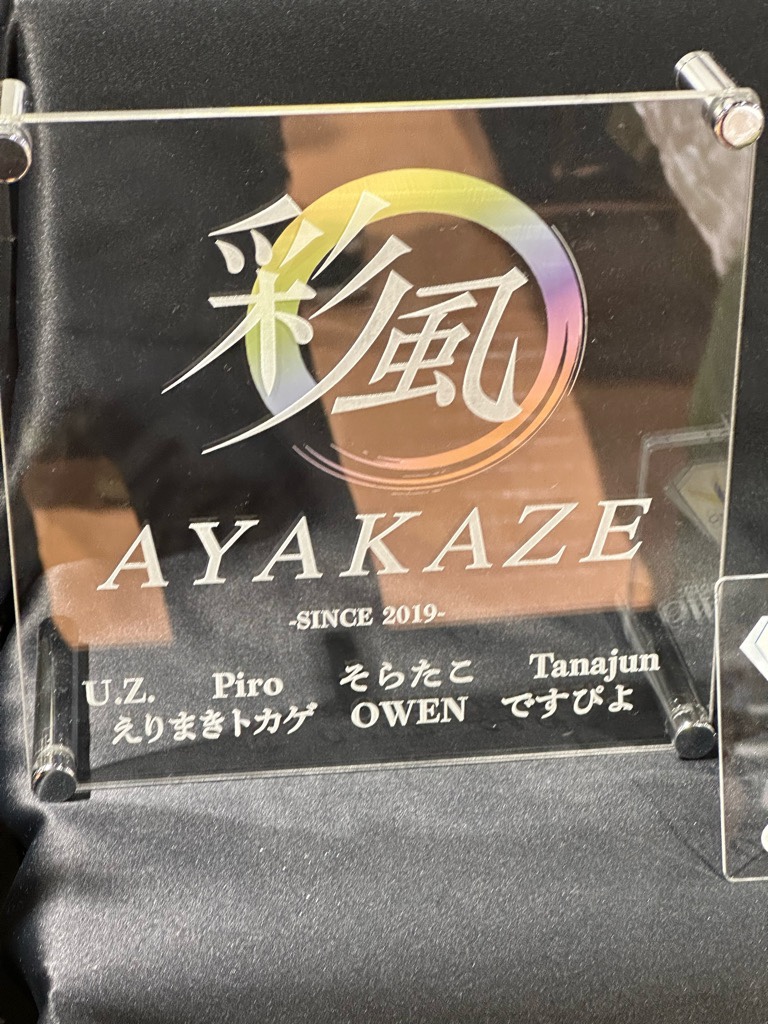 彩風
AYAKAZE
-SINCE 2019-
U.Z. Piro そらたこ Tanajun
えりまきトカゲ OWEN ですぴよ